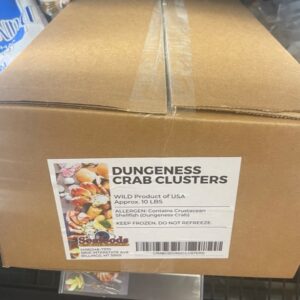 DUNGENESS
CRAB CLUSTERS
WILD Product of USA
Approx. 10 LBS
ALLERGEN: Contains Crustacean
Shellfish (Dungeness Crab)
KEEP FROZEN. DO NOT REFREEZE.
Seafoods